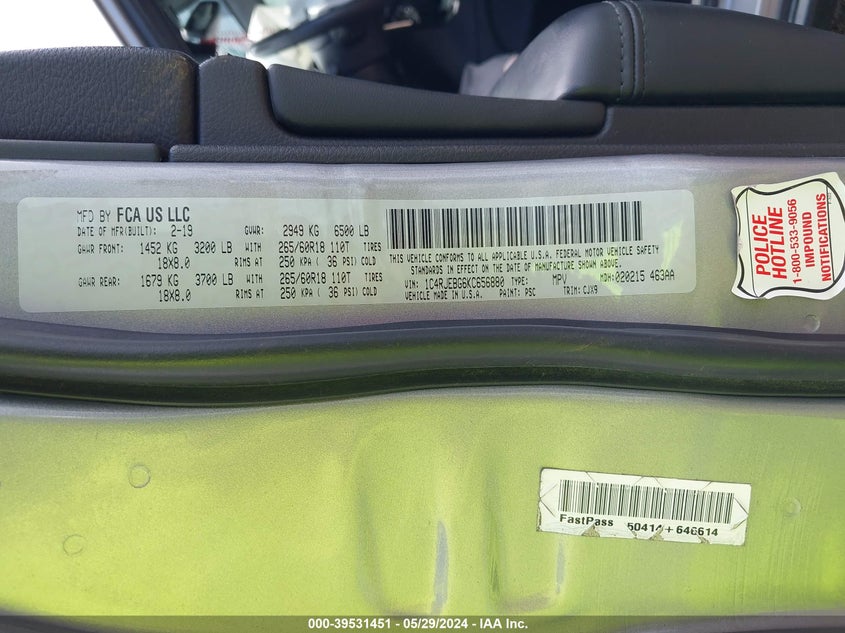 MFD BY FCA US LLC
DATE OF MFR(BUILT): 2-19 GVWR: 2949 KG 6500 LB
GAWR FRONT: 1452 KG 3200 LB WITH 265/60R18 110T TIRES
18X8.0 RIMS AT 250 KPA ( 36 PSI) COLD
GAWR REAR: 1679 KG 3700 LB WITH 265/60R18 110T TIRES
18X8.0 RIMS AT 250 KPA ( 36 PSI) COLD
THIS VEHICLE CONFORMS TO ALL APPLICABLE U.S.A. FEDERAL MOTOR VEHICLE SAFETY
STANDARDS IN EFFECT ON THE DATE OF MANUFACTURE SHOWN ABOVE.
VIN: 1C4RJEBG6KC656880 TYPE: MPV MDH:020215 463AA
VEHICLE MADE IN U.S.A. PAINT: PSC TRIM: CJX9
POLICE
HOTLINE
1-800-533-9056
IMPOUND
RECOVERY
FastPass 50414+646614
000-39531451 - 05/29/2024 - IAA Inc.